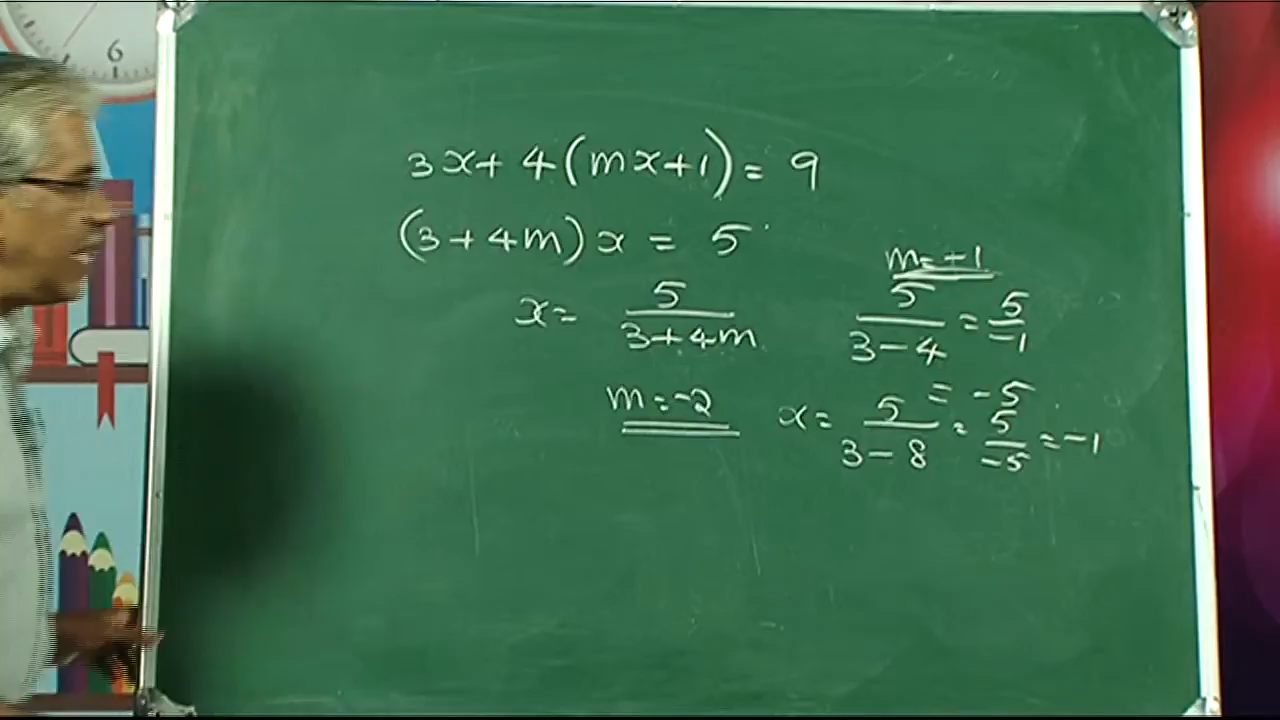 6
3x + 4(mx+1) = 9
(3 + 4m) x = 5
x = 5/(3+4m)
m = -2
m = +1
5/(3-4) = 5/-1
= -5
x = 5/(3-8) = 5/-5 = -1